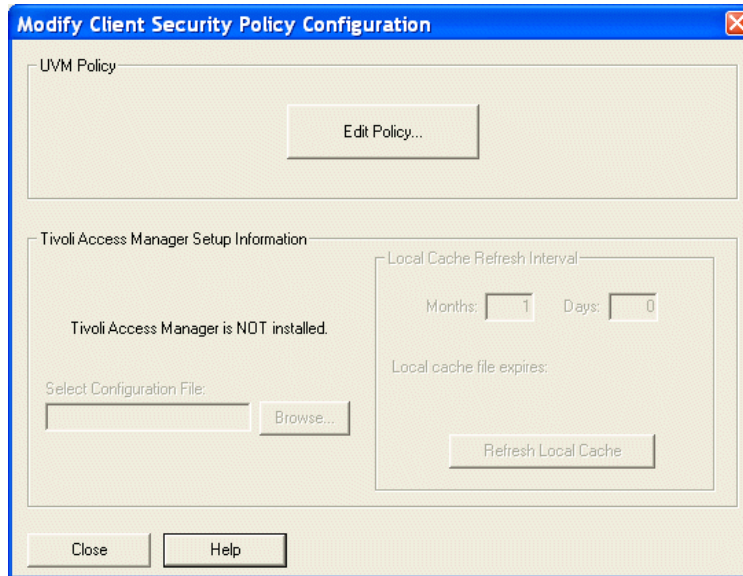 Modify Client Security Policy Configuration
UVM Policy
Edit Policy...
Tivoli Access Manager Setup Information
Tivoli Access Manager is NOT installed.
Select Configuration File:
Browse...
Local Cache Refresh Interval
Months: 1 Days: 0
Local cache file expires:
Refresh Local Cache
Close Help